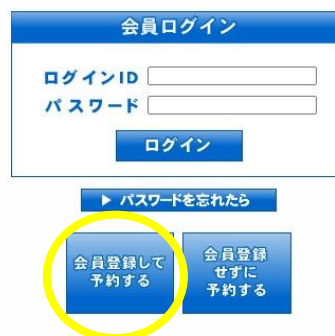 会員ログイン
ログインID
パスワード
ログイン
▶ パスワードを忘れたら
会員登録して
予約する
会員登録
せずに
予約する